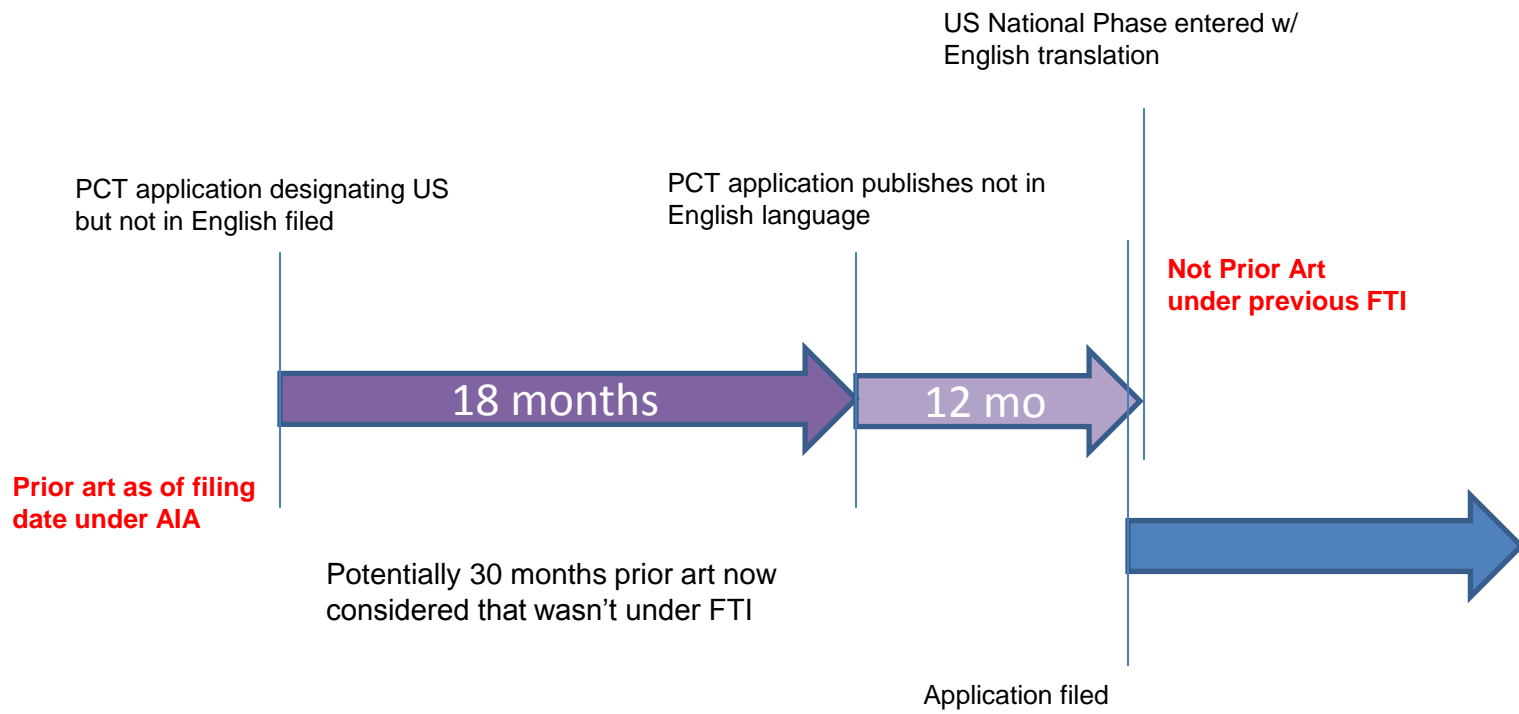 US National Phase entered w/
English translation
PCT application designating US
but not in English filed
PCT application publishes not in
English language
Not Prior Art
under previous FTI
18 months
12 mo
Prior art as of filing
date under AIA
Potentially 30 months prior art now
considered that wasn’t under FTI
Application filed